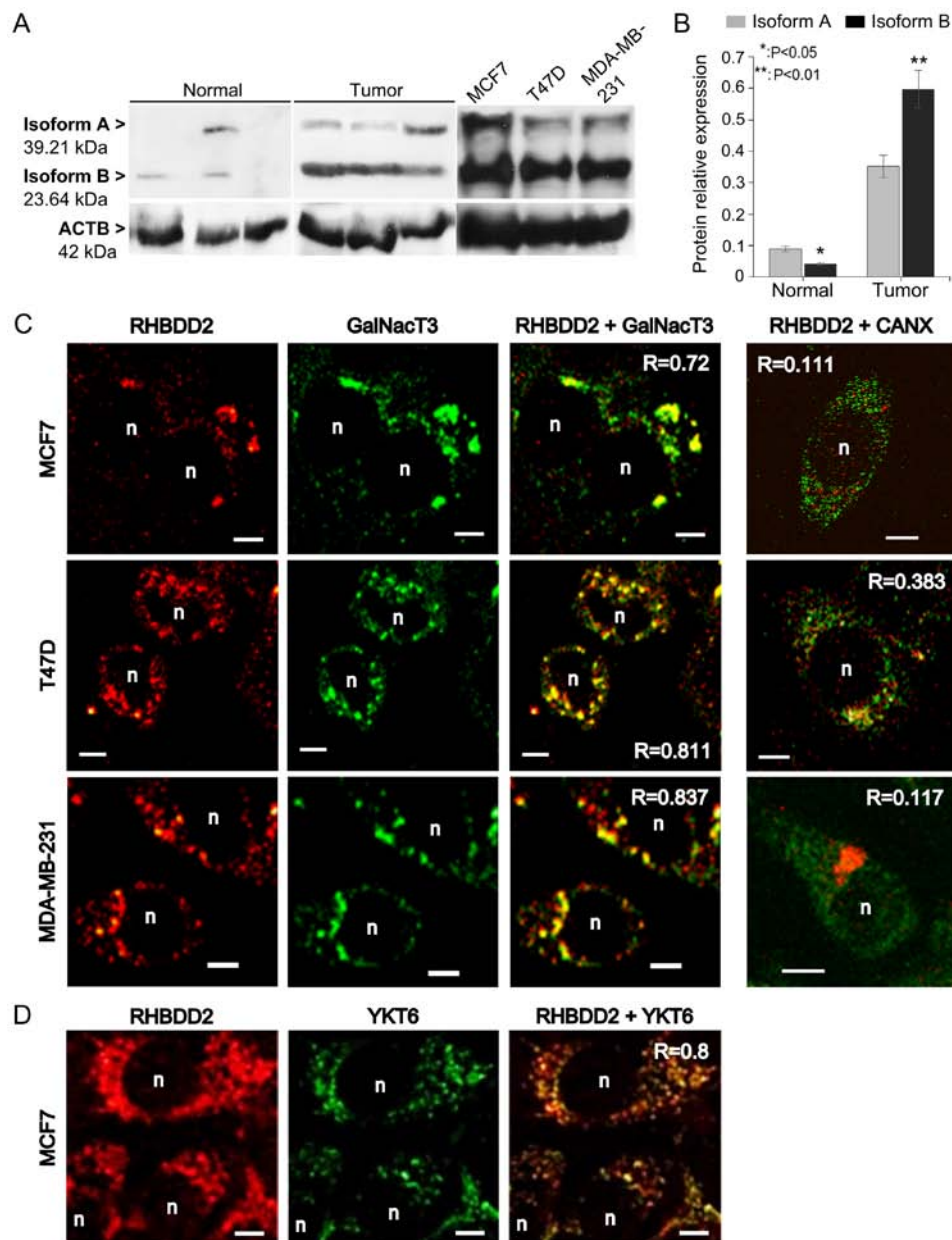 A
Normal
Tumor
MCF7
T47D
MDA-MB-
231
Isoform A >
39.21 kDa
Isoform B >
23.64 kDa
ACTB >
42 kDa
B
Isoform A
Isoform B
*:P<0.05
**:P<0.01
Protein relative expression
0.7
0.6
0.5
0.4
0.3
0.2
0.1
0
*
**
Normal
Tumor
C
RHBDD2
GalNacT3
RHBDD2 + GalNacT3
RHBDD2 + CANX
MCF7
n
n
n
n
R=0.72
n
n
R=0.111
n
T47D
n
n
n
n
n
n
R=0.811
R=0.383
n
MDA-MB-231
n
n
n
n
R=0.837
n
n
R=0.117
n
D
RHBDD2
YKT6
RHBDD2 + YKT6
MCF7
n
n
n
n
n
n
R=0.8
n
n
n